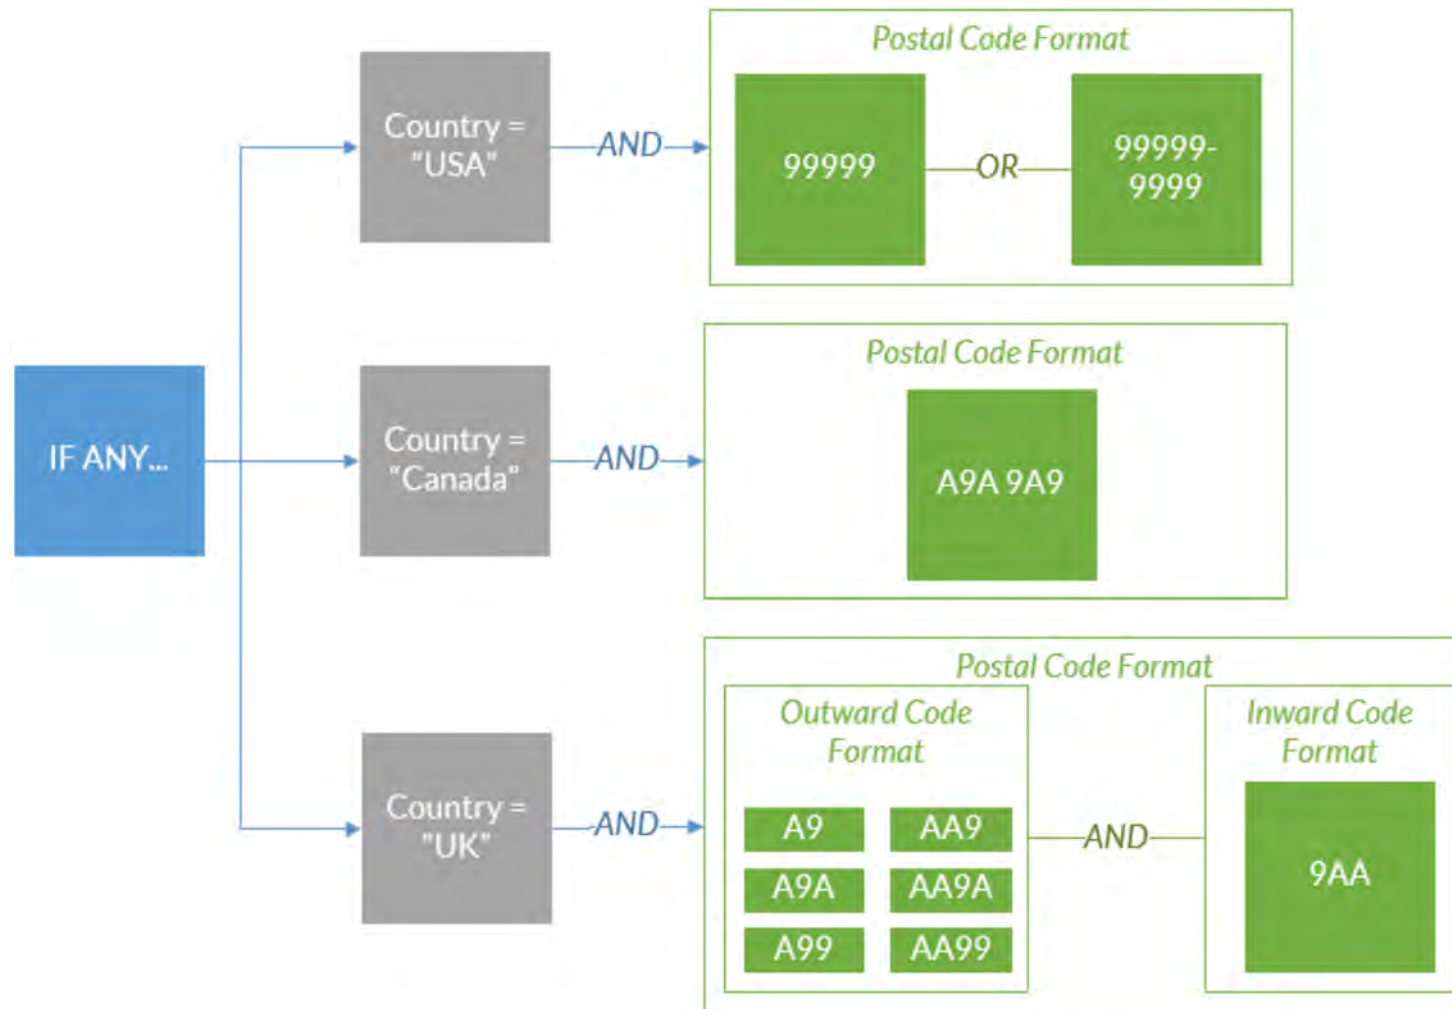 Postal Code Format
Country =
"USA"
AND
99999
OR
99999-
9999
IF ANY...
Postal Code Format
Country =
"Canada"
AND
A9A 9A9
Postal Code Format
Country =
"UK"
AND
Outward Code
Format
A9
AA9
A9A
AA9A
A99
AA99
AND
Inward Code
Format
9AA